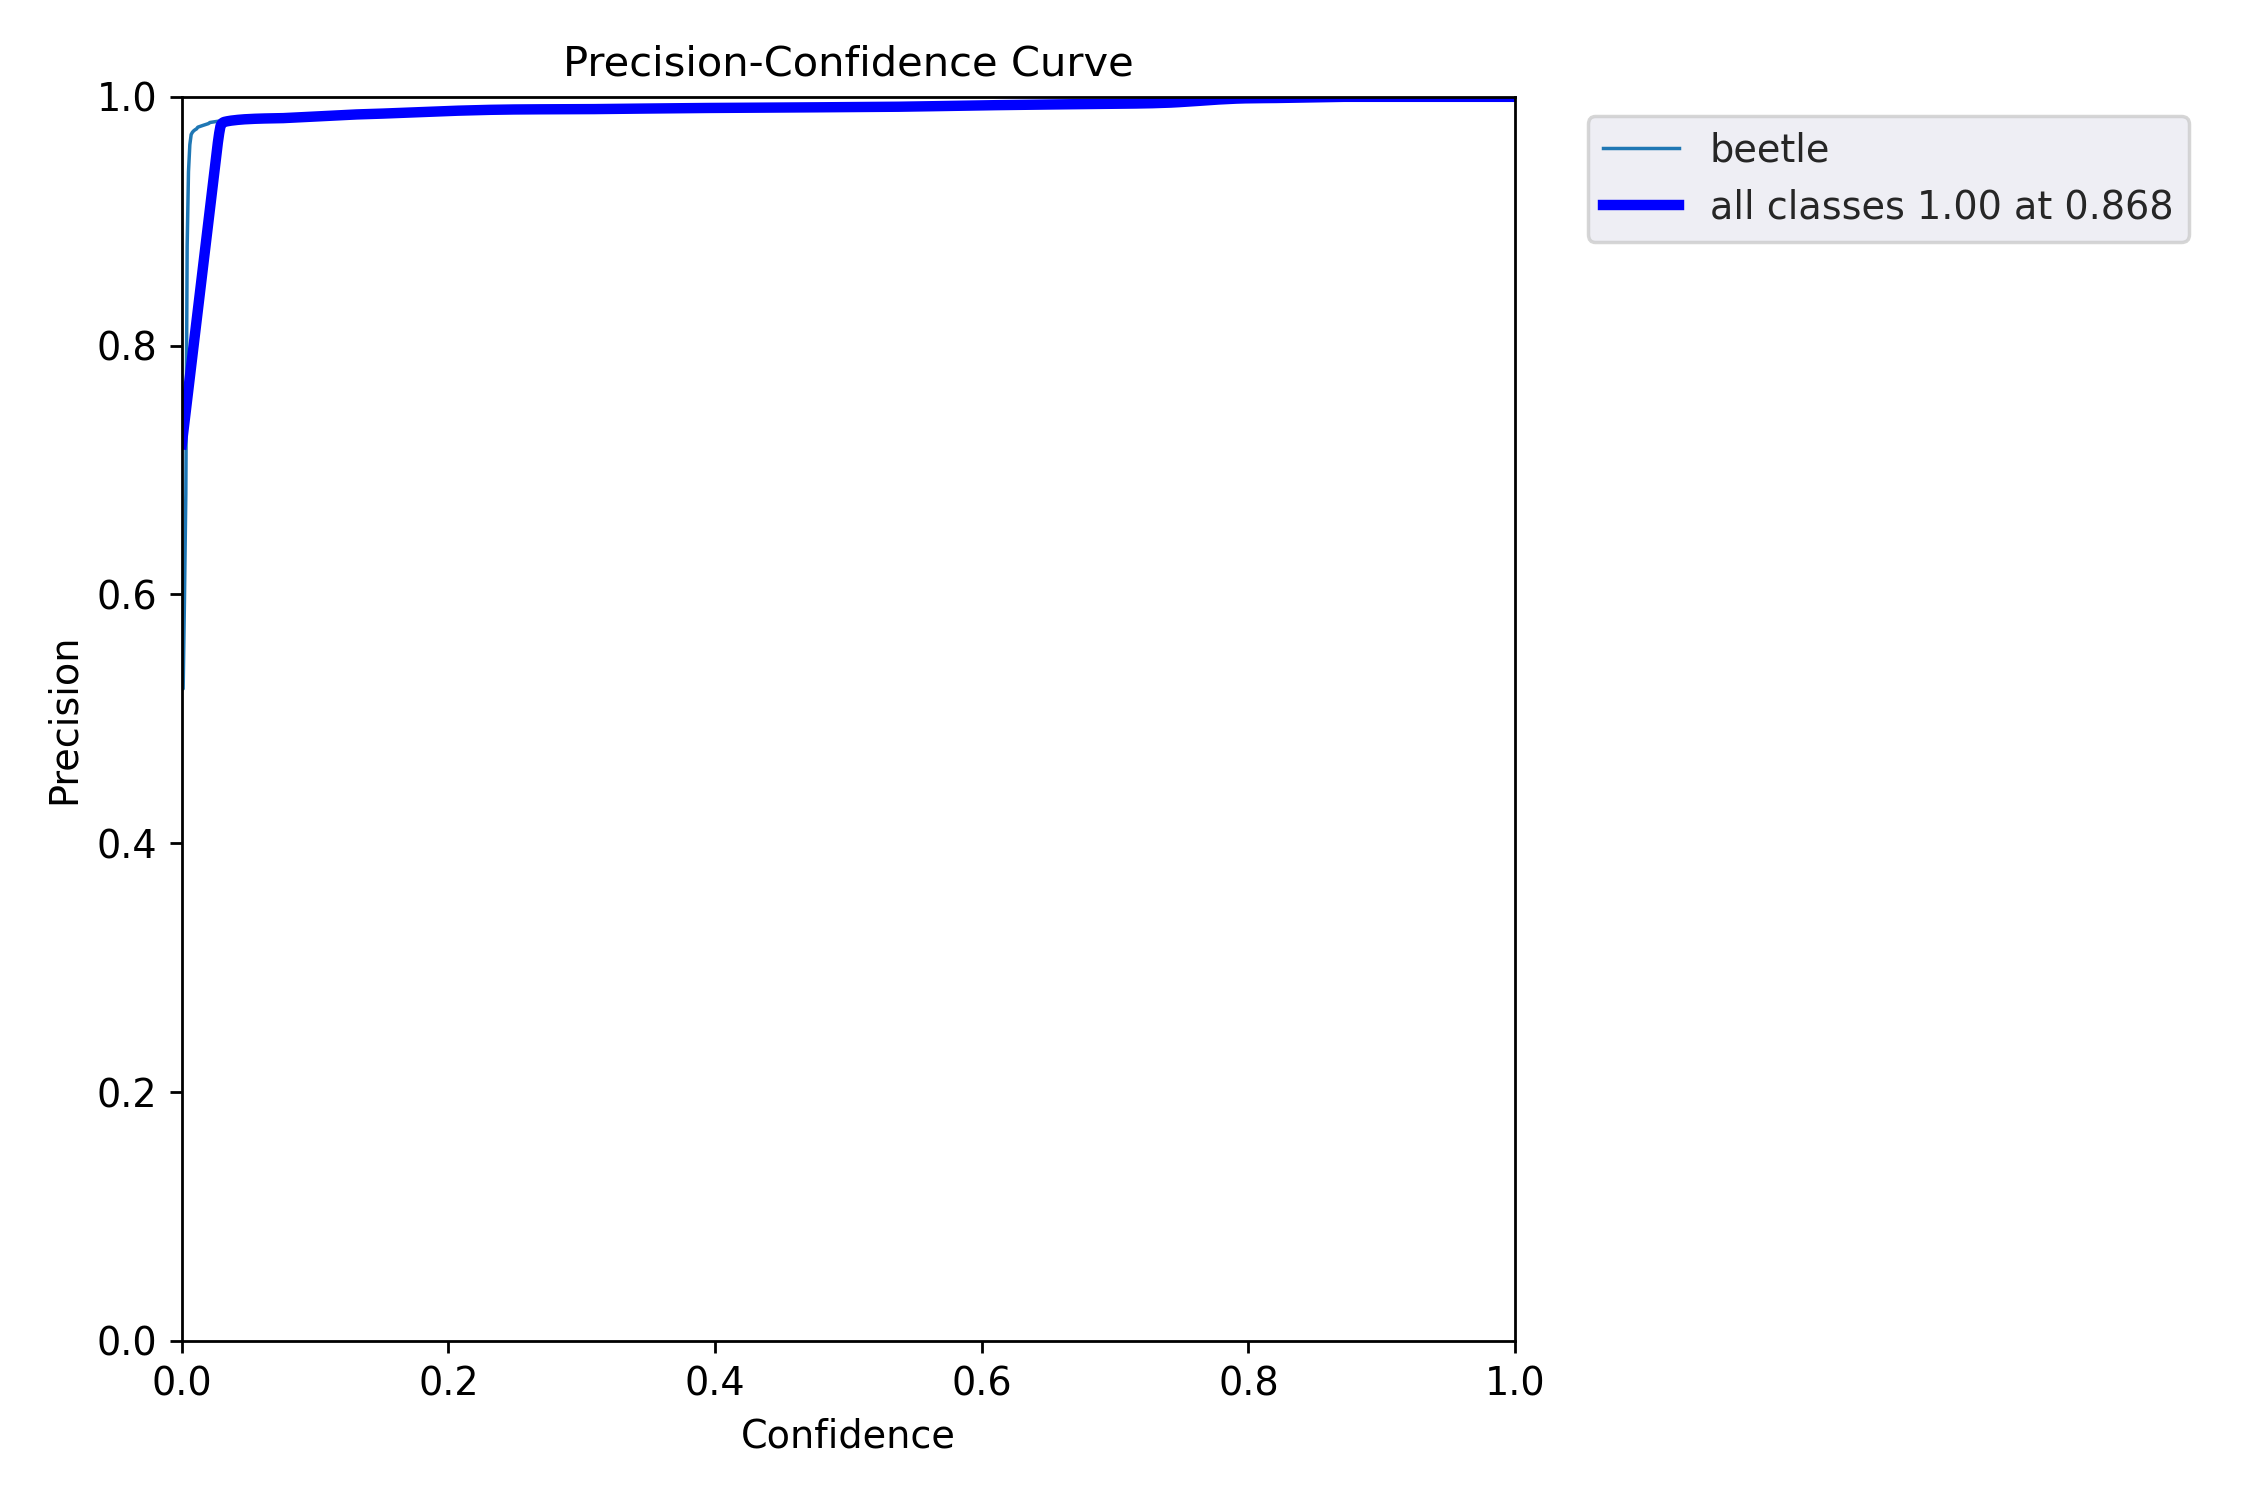 Precision-Confidence Curve
beetle
all classes 1.00 at 0.868
1.0
0.8
0.6
0.4
0.2
0.0
Precision
0.0 0.2 0.4 0.6 0.8 1.0
Confidence